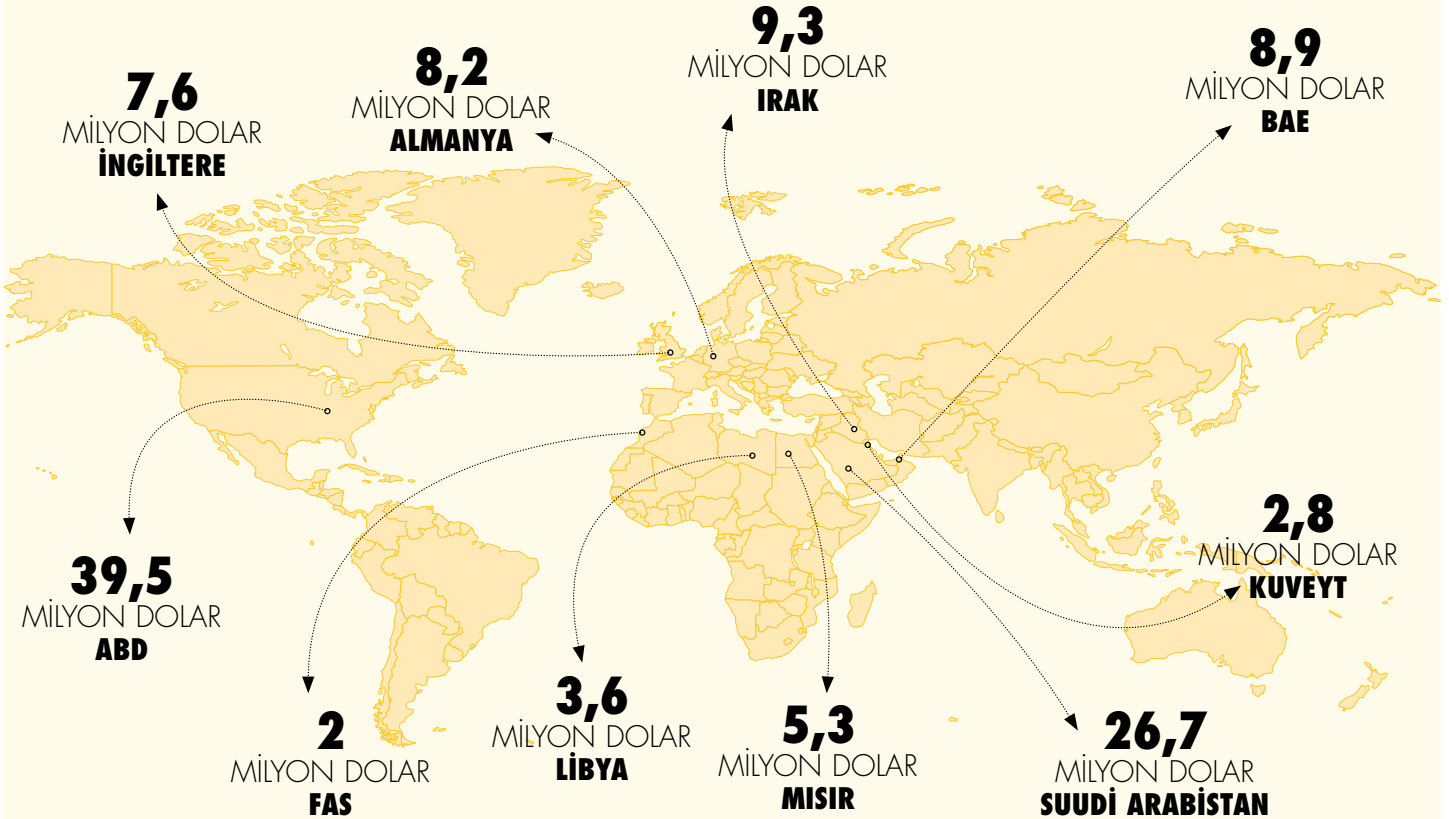 7,6
MİLYON DOLAR
İNGİLTERE
8,2
MİLYON DOLAR
ALMANYA
9,3
MİLYON DOLAR
IRAK
8,9
MİLYON DOLAR
BAE
39,5
MİLYON DOLAR
ABD
2
MİLYON DOLAR
FAS
3,6
MİLYON DOLAR
LİBYA
5,3
MİLYON DOLAR
MISIR
26,7
MİLYON DOLAR
SUUDİ ARABİSTAN
2,8
MİLYON DOLAR
KUVEYT